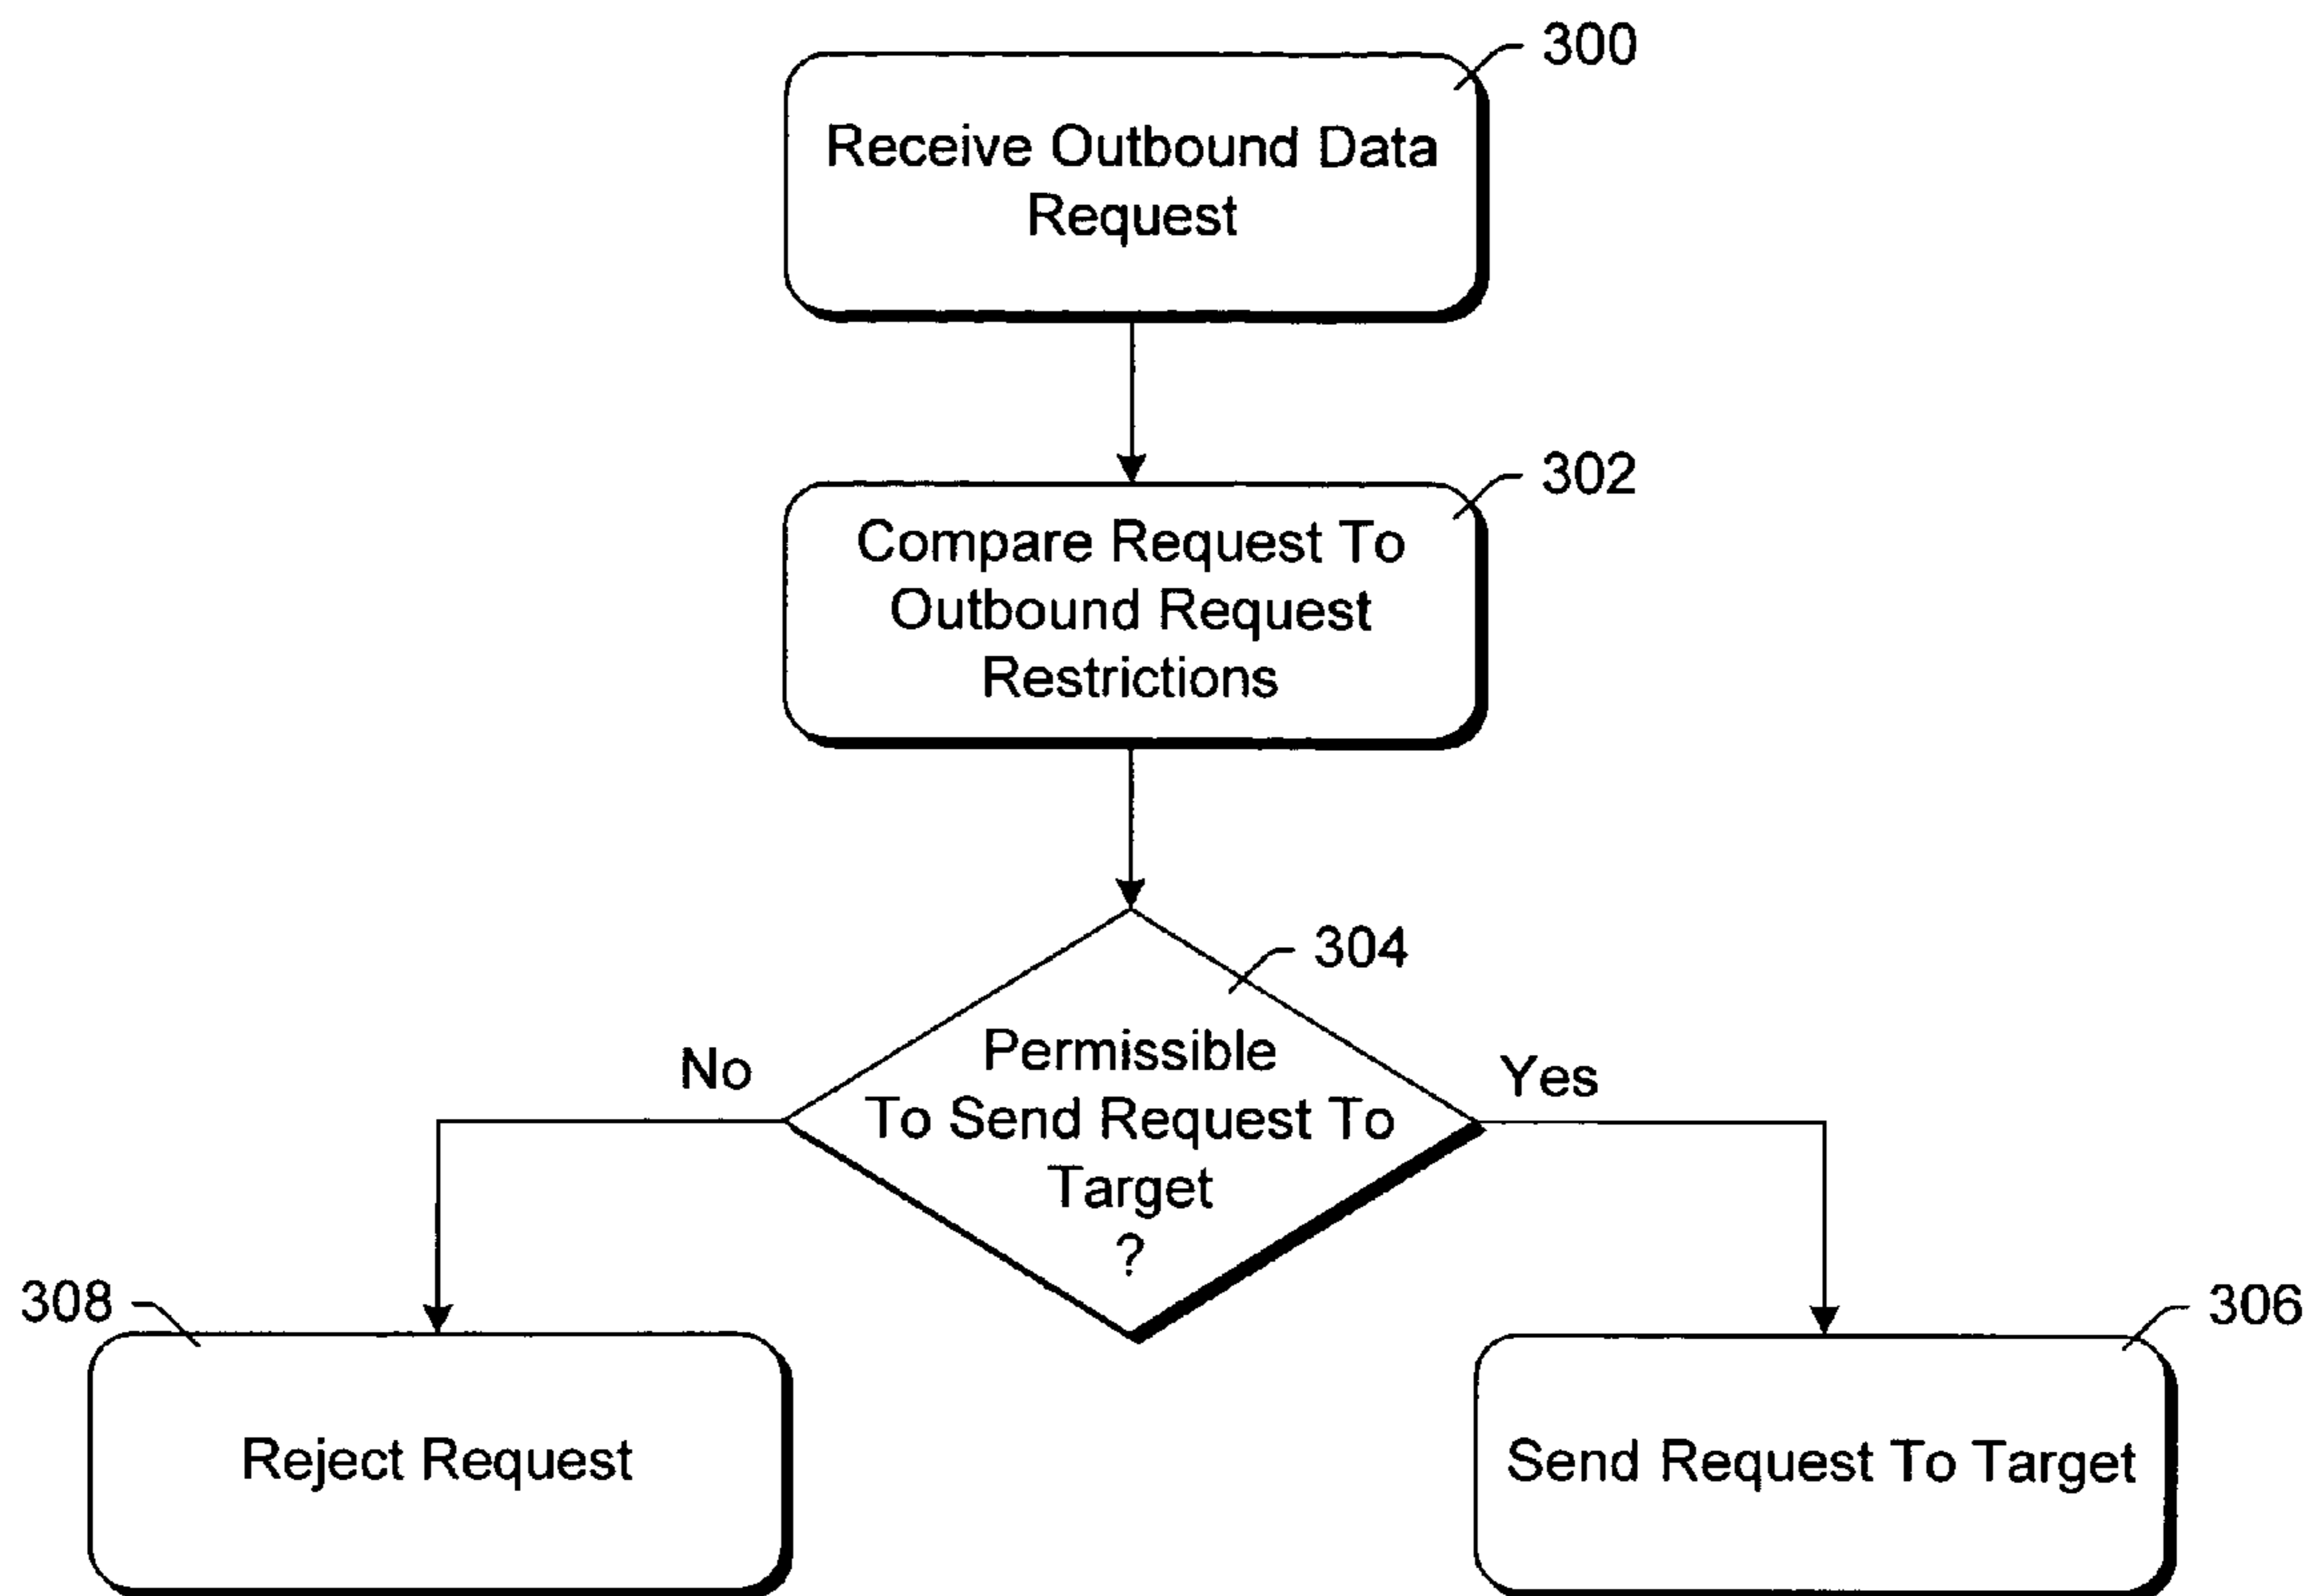 300
Receive Outbound Data
Request
302
Compare Request To
Outbound Request
Restrictions
304
Permissible
To Send Request To
Target
?
No
Yes
308
Reject Request
306
Send Request To Target